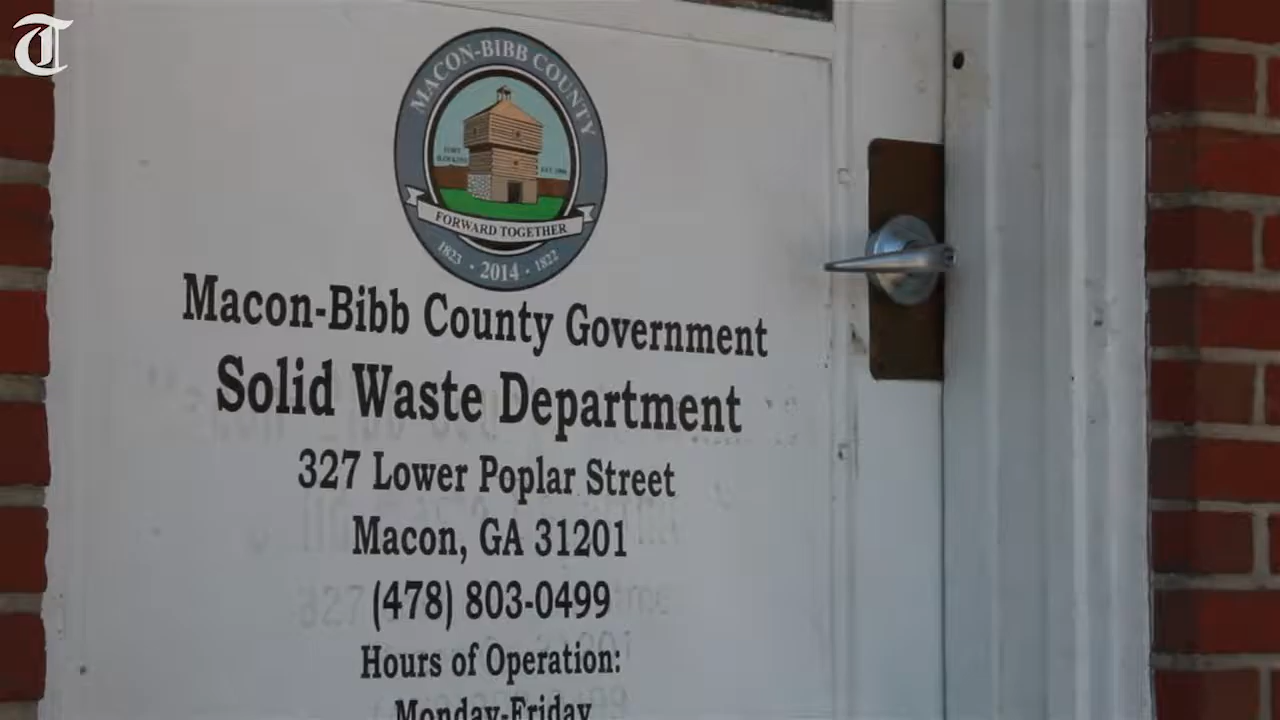 T
MACON-BIBB COUNTY
FORT HAWKINS
EST. 1806
FORWARD TOGETHER
1823 · 2014 · 1822
Macon-Bibb County Government
Solid Waste Department
327 Lower Poplar Street
Macon, GA 31201
(478) 803-0499
Hours of Operation:
Monday-Friday